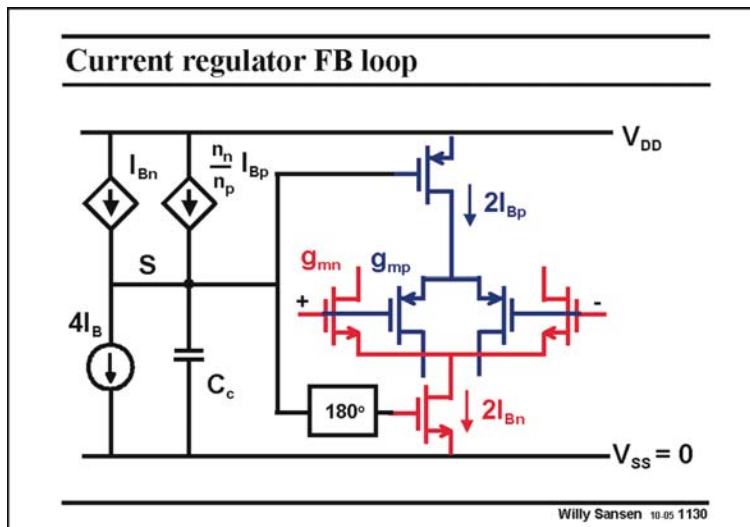 Current regulator FB loop
V_DD
I_Bn
n_n/n_p I_Bp
2I_Bp
S
g_mn
g_mp
+
-
4I_B
C_c
180°
2I_Bn
V_SS = 0
Willy Sansen 10-05 1130